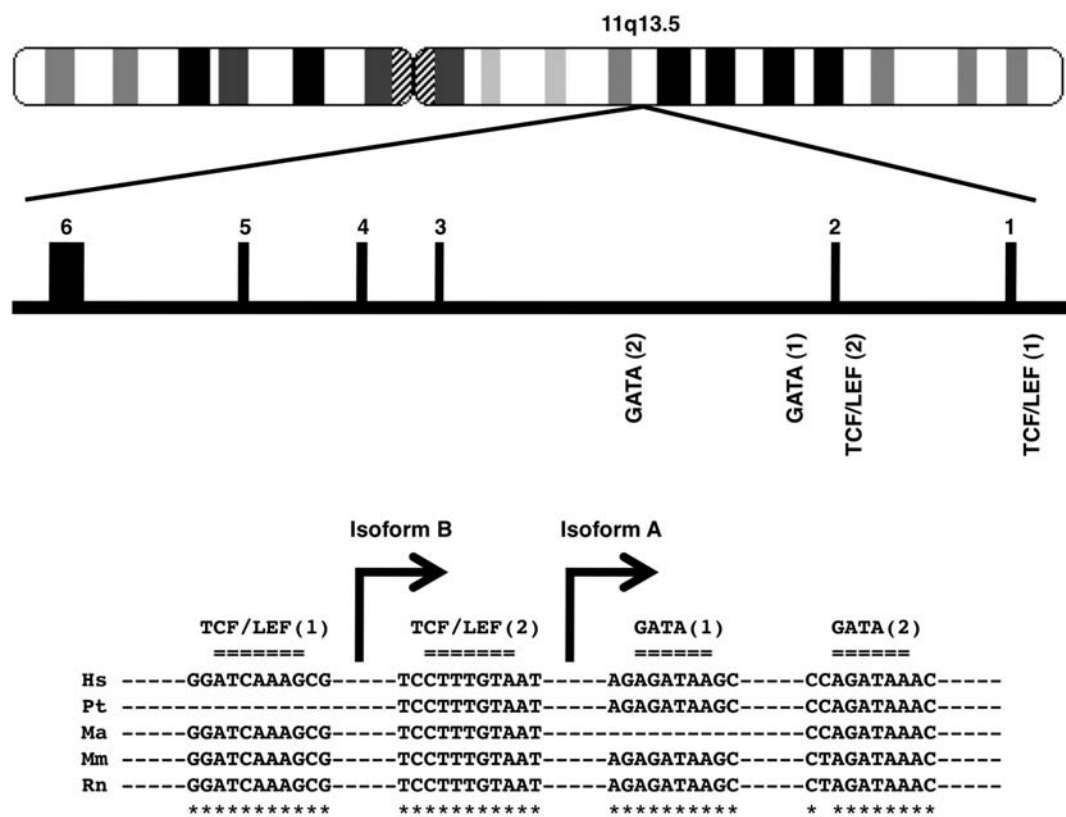 11q13.5
6 5 4 3 2 1
GATA (2)
GATA (1)
TCF/LEF (2)
TCF/LEF (1)
Isoform B Isoform A
TCF/LEF(1) TCF/LEF(2) GATA(1) GATA(2)
======= ======= ====== ======
Hs -----GGATCAAAGCG-----TCCTTTGTAAT-----AGAGATAAGC-----CCAGATAAAC-----
Pt ---------------------TCCTTTGTAAT-----AGAGATAAGC-----CCAGATAAAC-----
Ma -----GGATCAAAGCG-----TCCTTTGTAAT--------------------CCAGATAAAC-----
Mm -----GGATCAAAGCG-----TCCTTTGTAAT-----AGAGATAAGC-----CTAGATAAAC-----
Rn -----GGATCAAAGCG-----TCCTTTGTAAT-----AGAGATAAGC-----CTAGATAAAC-----
*********** *********** ********** * ********